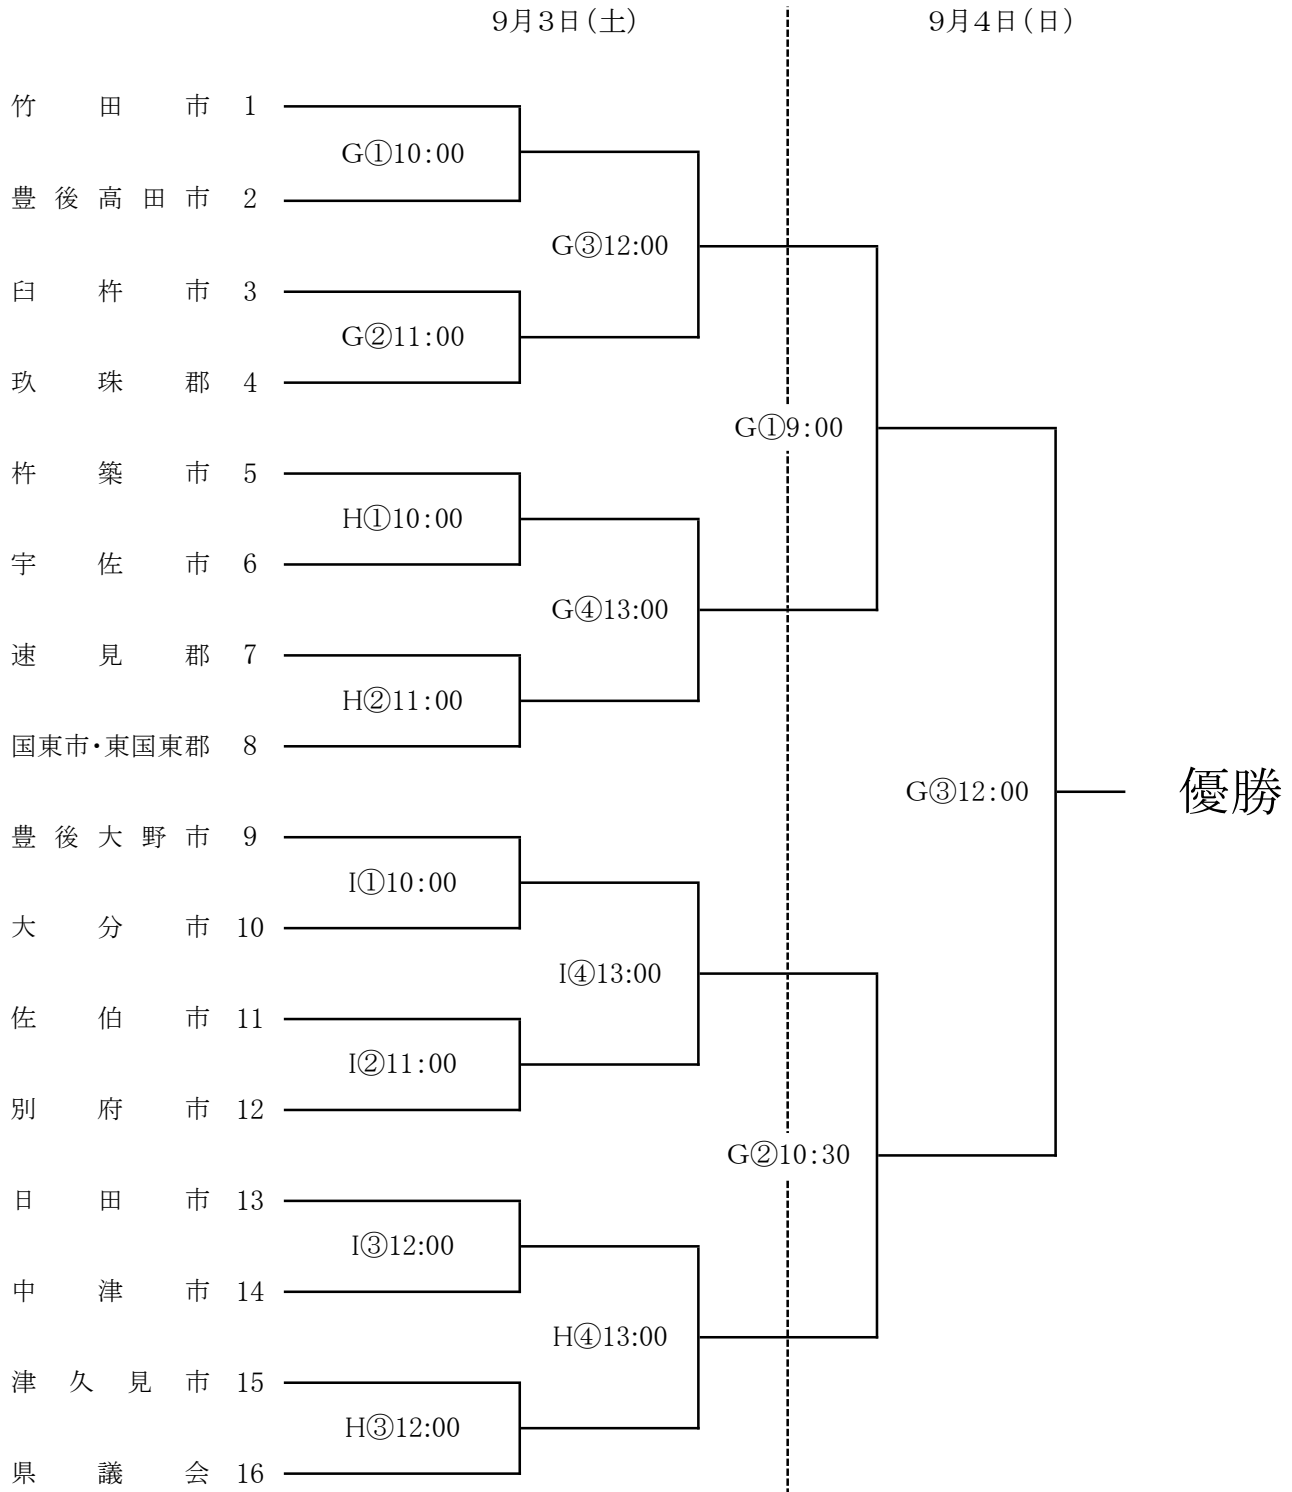 9月3日(土) 9月4日(日)
竹田市 1
G①10:00
豊後高田市 2
G③12:00
臼杵市 3
G②11:00
玖珠郡 4
G①9:00
杵築市 5
H①10:00
宇佐市 6
G④13:00
速見郡 7
H②11:00
国東市・東国東郡 8
G③12:00 優勝
豊後大野市 9
I①10:00
大分市 10
I④13:00
佐伯市 11
I②11:00
別府市 12
G②10:30
日田市 13
I③12:00
中津市 14
H④13:00
津久見市 15
H③12:00
県議会 16